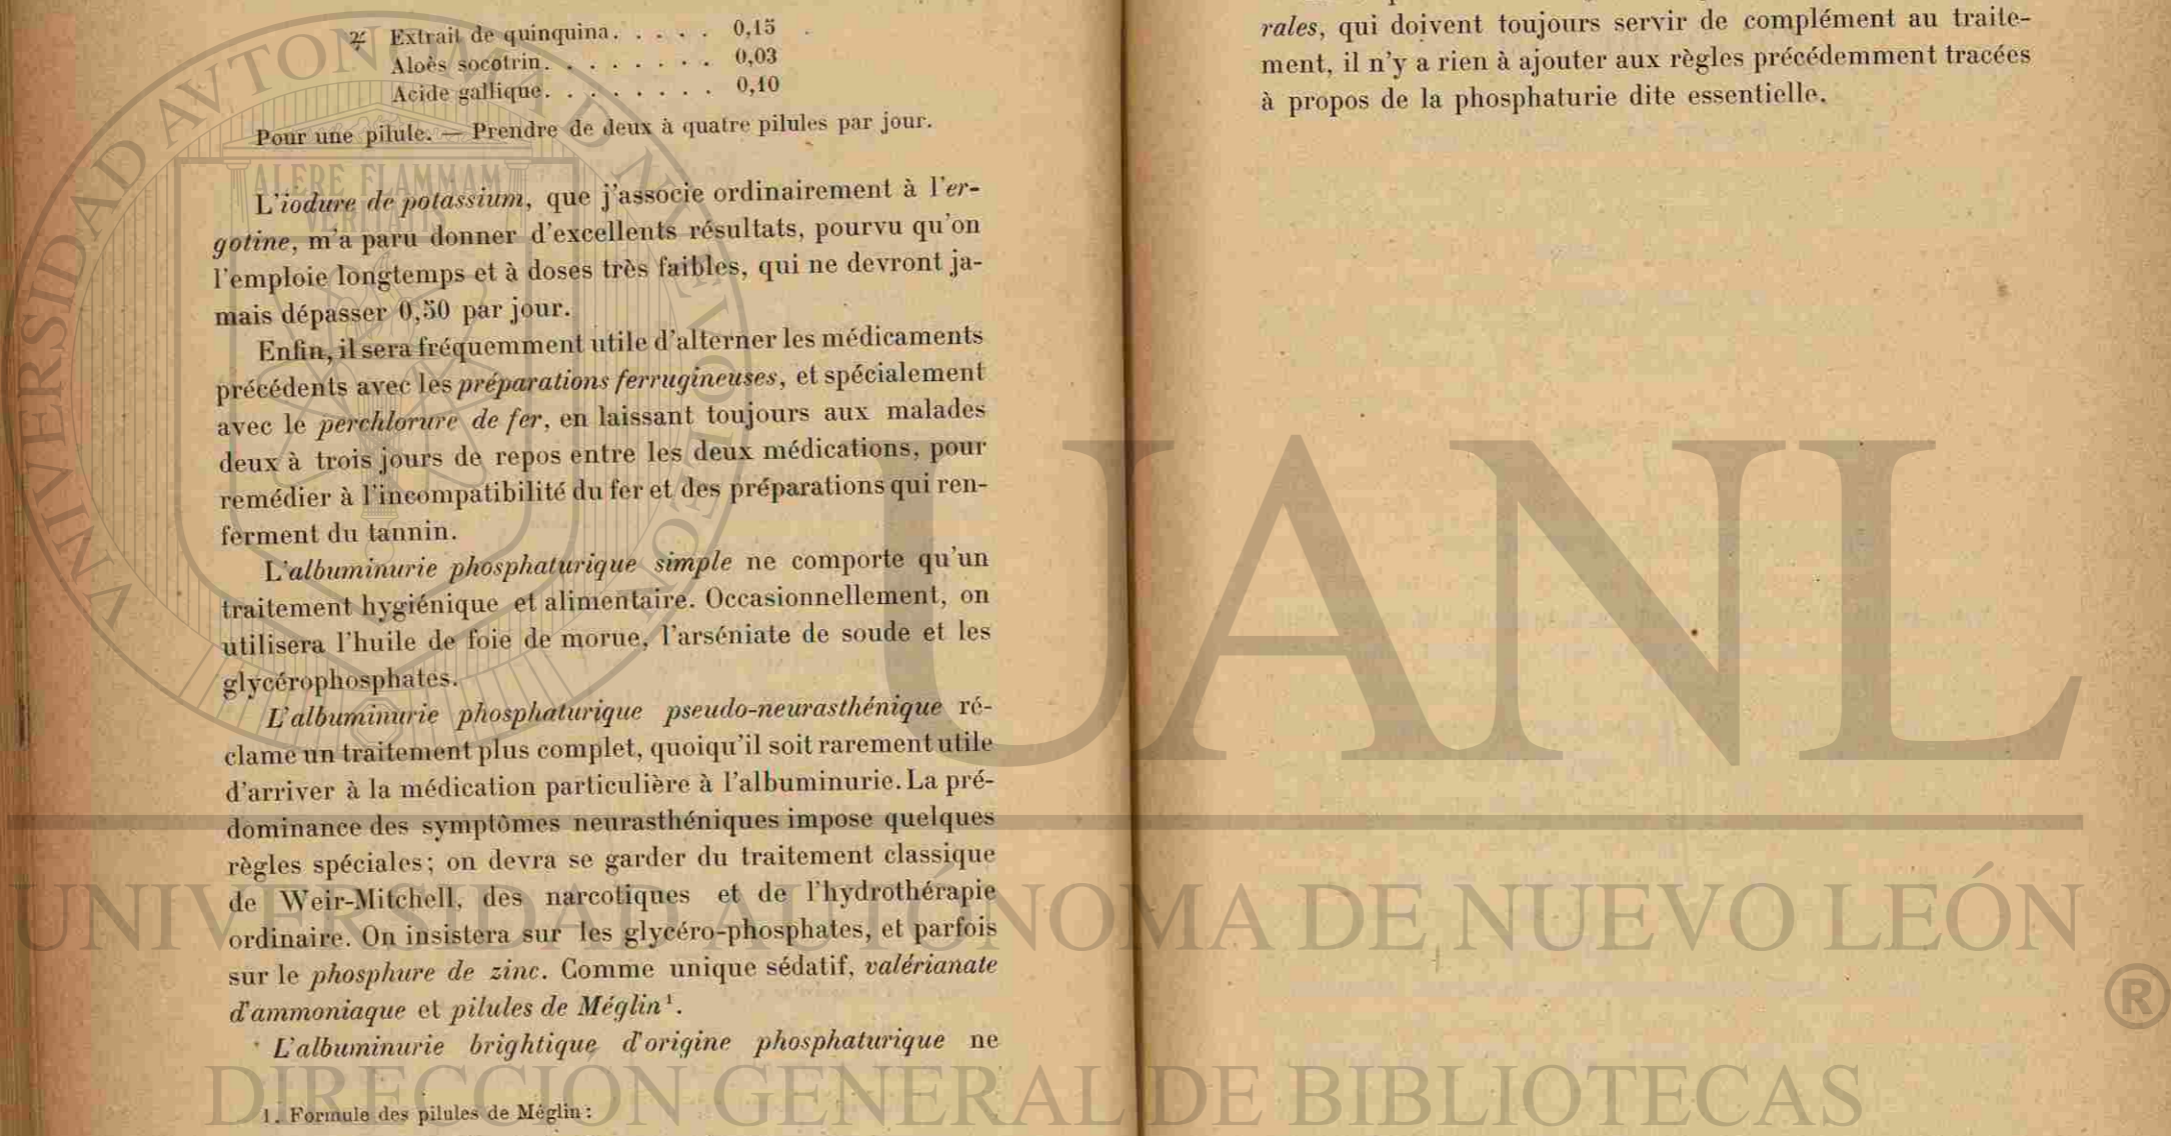 Extrait de quinquina. . . . . 0,15
Aloès socotrin. . . . . . . . 0,03
Acide gallique. . . . . . . . 0,10
Pour une pilule. — Prendre de deux à quatre pilules par jour.
L'iodure de potassium, que j'associe ordinairement à l'er-
gotine, m'a paru donner d'excellents résultats, pourvu qu'on
l'emploie longtemps et à doses très faibles, qui ne devront ja-
mais dépasser 0,50 par jour.
Enfin, il sera fréquemment utile d'alterner les médicaments
précédents avec les préparations ferrugineuses, et spécialement
avec le perchlorure de fer, en laissant toujours aux malades
deux à trois jours de repos entre les deux médications, pour
remédier à l'incompatibilité du fer et des préparations qui ren-
ferment du tannin.
L'albuminurie phosphaturique simple ne comporte qu'un
traitement hygiénique et alimentaire. Occasionnellement, on
utilisera l'huile de foie de morue, l'arséniate de soude et les
glycérophosphates.
L'albuminurie phosphaturique pseudo-neurasthénique ré-
clame un traitement plus complet, quoiqu'il soit rarement utile
d'arriver à la médication particulière à l'albuminurie. La pré-
dominance des symptômes neurasthéniques impose quelques
règles spéciales; on devra se garder du traitement classique
de Weir-Mitchell, des narcotiques et de l'hydrothérapie
ordinaire. On insistera sur les glycéro-phosphates, et parfois
sur le phosphure de zinc. Comme unique sédatif, valérianate
d'ammoniaque et pilules de Méglin¹.
L'albuminurie brightique d'origine phosphaturique ne
1. Formule des pilules de Méglin :
rales, qui doivent toujours servir de complément au traite-
ment, il n'y a rien à ajouter aux règles précédemment tracées
à propos de la phosphaturie dite essentielle.
UNIVERSIDAD AUTÓNOMA DE NUEVO LEÓN
ALERE FLAMMAM
VERITATIS
UANL
UNIVERSIDAD AUTÓNOMA DE NUEVO LEÓN
®
DIRECCIÓN GENERAL DE BIBLIOTECAS